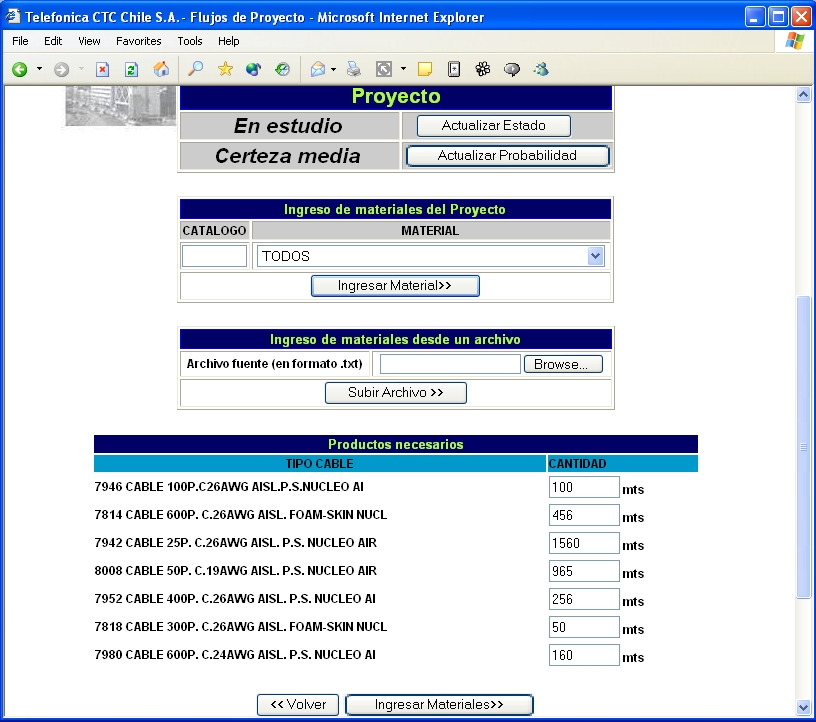 Telefonica CTC Chile S.A. - Flujos de Proyecto - Microsoft Internet Explorer
File Edit View Favorites Tools Help
Proyecto
En estudio Actualizar Estado
Certeza media Actualizar Probabilidad
Ingreso de materiales del Proyecto
CATALOGO MATERIAL
TODOS
Ingresar Material>>
Ingreso de materiales desde un archivo
Archivo fuente (en formato .txt) Browse...
Subir Archivo >>
Productos necesarios
TIPO CABLE CANTIDAD
7946 CABLE 100P.C26AWG AISL.P.S.NUCLEO AI 100 mts
7814 CABLE 600P. C.26AWG AISL. FOAM-SKIN NUCL 456 mts
7942 CABLE 25P. C.26AWG AISL. P.S. NUCLEO AIR 1560 mts
8008 CABLE 50P. C.19AWG AISL. P.S. NUCLEO AIR 965 mts
7952 CABLE 400P. C.26AWG AISL. P.S. NUCLEO AI 256 mts
7818 CABLE 300P. C.26AWG AISL. FOAM-SKIN NUCL 50 mts
7980 CABLE 600P. C.24AWG AISL. P.S. NUCLEO AI 160 mts
<< Volver Ingresar Materiales>>